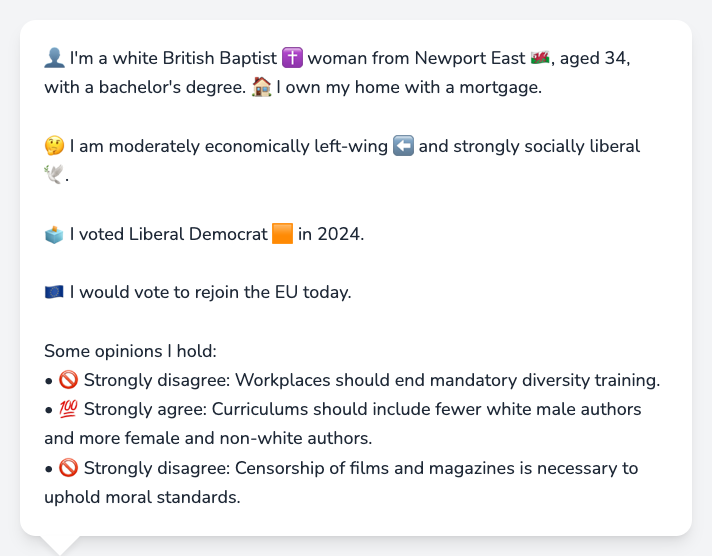 👤 I'm a white British Baptist ✝️ woman from Newport East 🏴󠁧󠁢󠁷󠁬󠁳󠁿, aged 34,
with a bachelor's degree. 🏠 I own my home with a mortgage.
🤔 I am moderately economically left-wing ⬅️ and strongly socially liberal
🕊️.
🗳️ I voted Liberal Democrat 🟧 in 2024.
🇪🇺 I would vote to rejoin the EU today.
Some opinions I hold:
• 🚫 Strongly disagree: Workplaces should end mandatory diversity training.
• 💯 Strongly agree: Curriculums should include fewer white male authors
and more female and non-white authors.
• 🚫 Strongly disagree: Censorship of films and magazines is necessary to
uphold moral standards.